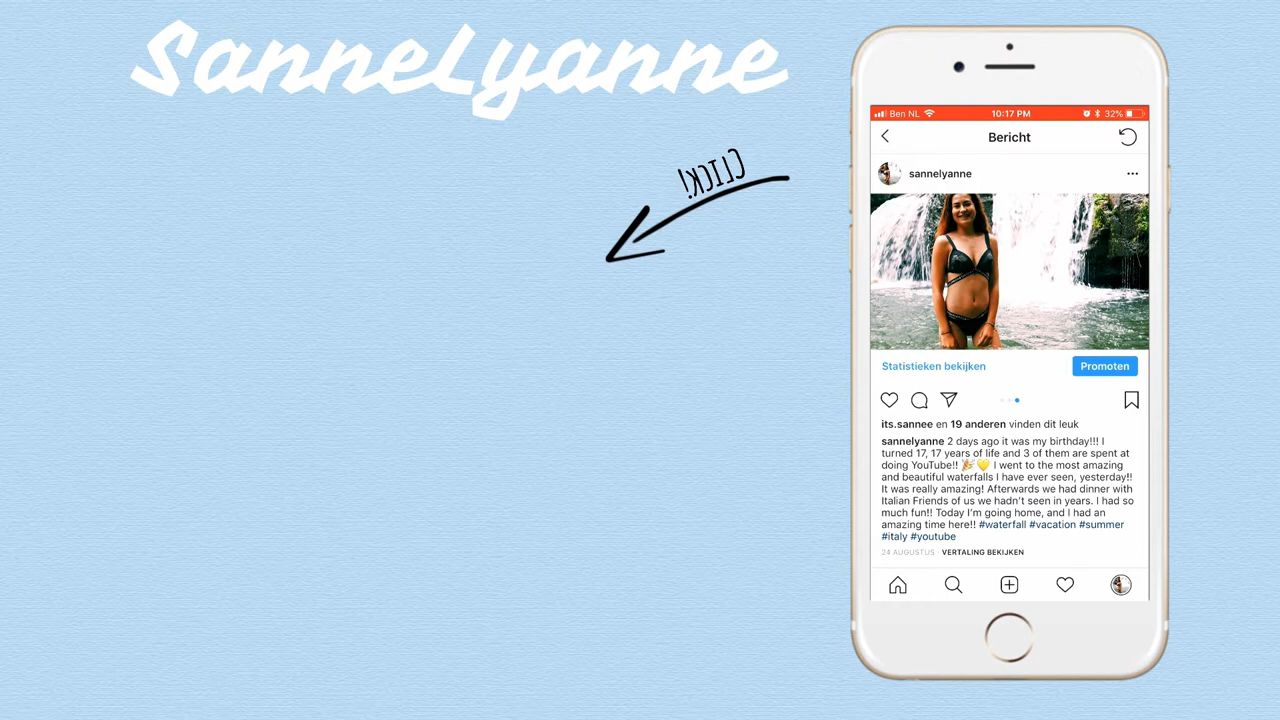 SanneLyanne
CLICK!
Ben NL
10:17 PM
32%
Bericht
sannelyanne
Statistieken bekijken
Promoten
its.sannee en 19 anderen vinden dit leuk
sannelyanne 2 days ago it was my birthday!!! I
turned 17, 17 years of life and 3 of them are spent at
doing YouTube!! 🎉💛 I went to the most amazing
and beautiful waterfalls I have ever seen, yesterday!!
It was really amazing! Afterwards we had dinner with
Italian Friends of us we hadn't seen in years. I had so
much fun!! Today I'm going home, and I had an
amazing time here!! #waterfall #vacation #summer
#italy #youtube
24 AUGUSTUS · VERTALING BEKIJKEN